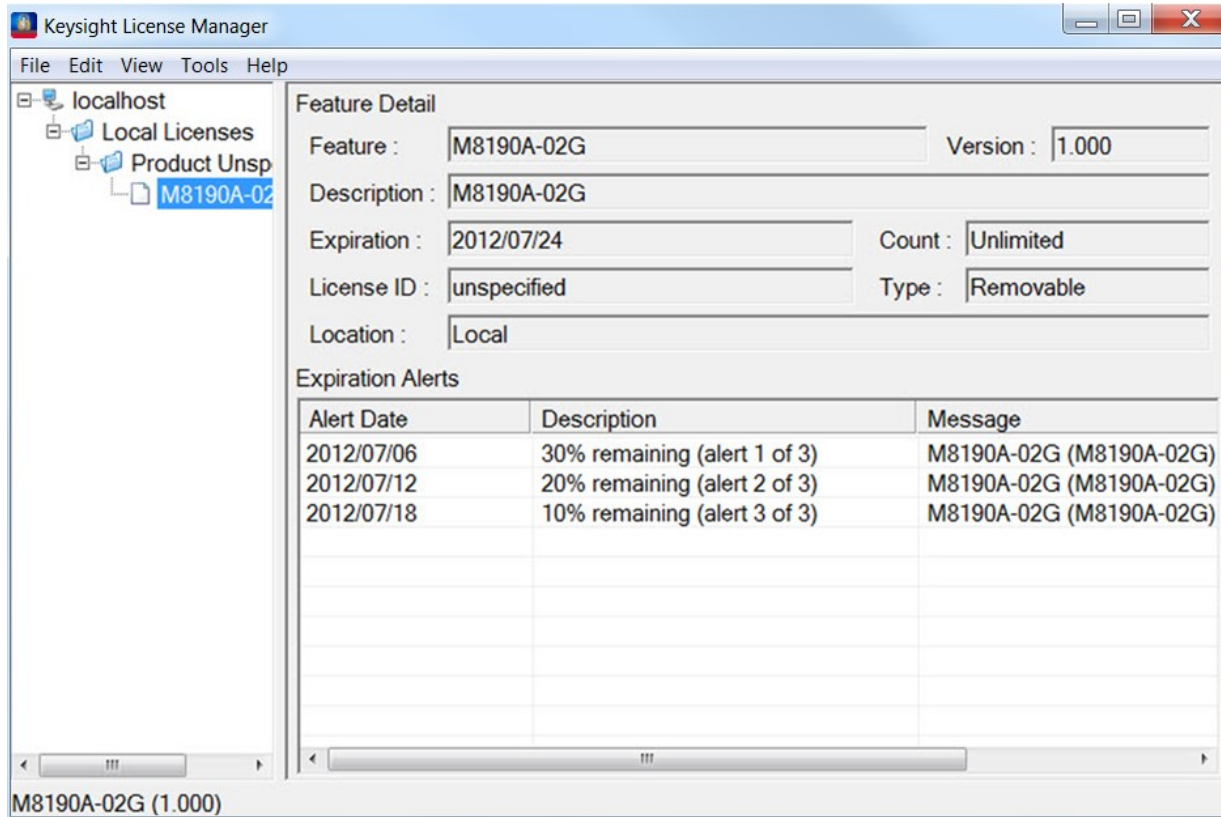 Keysight License Manager
File Edit View Tools Help
localhost
Local Licenses
Product Unsp
M8190A-02
Feature Detail
Feature : M8190A-02G Version : 1.000
Description : M8190A-02G
Expiration : 2012/07/24 Count : Unlimited
License ID : unspecified Type : Removable
Location : Local
Expiration Alerts
Alert Date Description Message
2012/07/06 30% remaining (alert 1 of 3) M8190A-02G (M8190A-02G)
2012/07/12 20% remaining (alert 2 of 3) M8190A-02G (M8190A-02G)
2012/07/18 10% remaining (alert 3 of 3) M8190A-02G (M8190A-02G)
M8190A-02G (1.000)